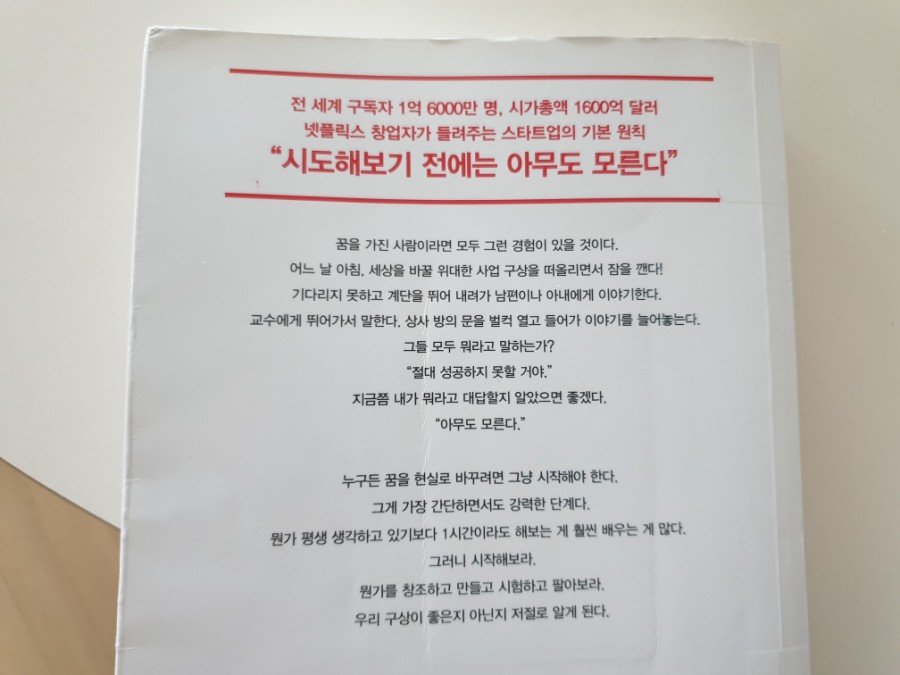 전 세계 구독자 1억 6000만 명, 시가총액 1600억 달러
넷플릭스 창업자가 들려주는 스타트업의 기본 원칙
“시도해보기 전에는 아무도 모른다”
꿈을 가진 사람이라면 모두 그런 경험이 있을 것이다.
어느 날 아침, 세상을 바꿀 위대한 사업 구상을 떠올리면서 잠을 깬다!
기다리지 못하고 계단을 뛰어 내려가 남편이나 아내에게 이야기한다.
교수에게 뛰어가서 말한다. 상사 방의 문을 벌컥 열고 들어가 이야기를 늘어놓는다.
그들 모두 뭐라고 말하는가?
“절대 성공하지 못할 거야.”
지금쯤 내가 뭐라고 대답할지 알았으면 좋겠다.
“아무도 모른다.”
누구든 꿈을 현실로 바꾸려면 그냥 시작해야 한다.
그게 가장 간단하면서도 강력한 단계다.
뭔가 평생 생각하고 있기보다 1시간이라도 해보는 게 훨씬 배우는 게 많다.
그러니 시작해보라.
뭔가를 창조하고 만들고 시험하고 팔아보라.
우리 구상이 좋은지 아닌지 저절로 알게 된다.